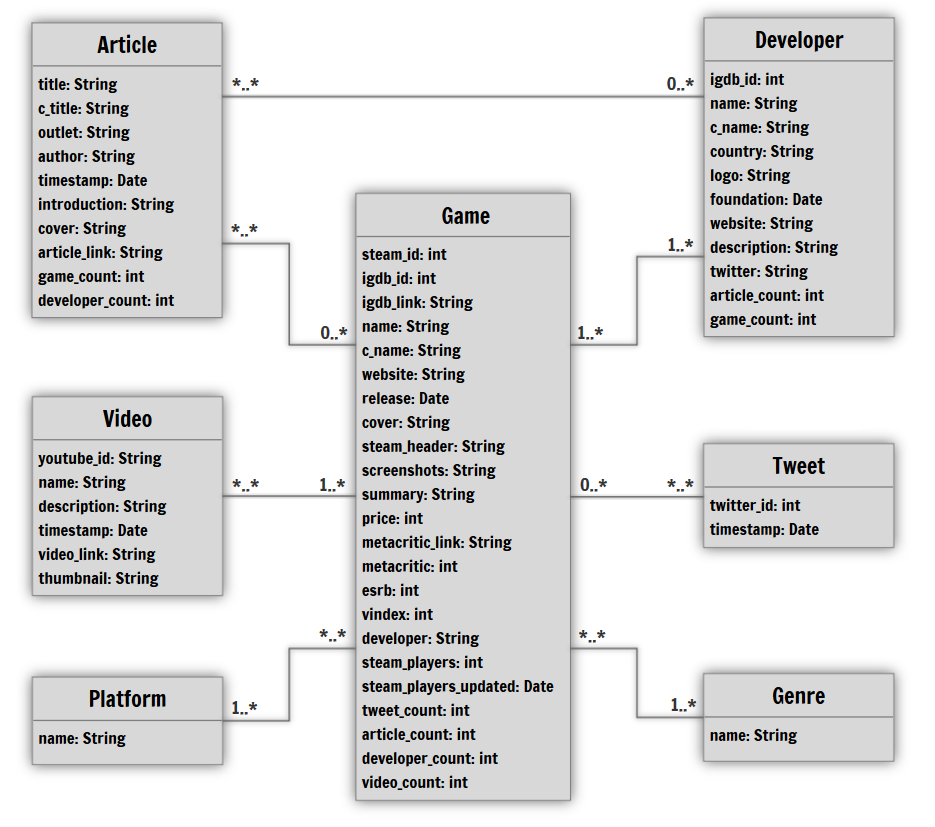 Article
title: String
c_title: String
outlet: String
author: String
timestamp: Date
introduction: String
cover: String
article_link: String
game_count: int
developer_count: int
*..*
0..*
Developer
igdb_id: int
name: String
c_name: String
country: String
logo: String
foundation: Date
website: String
description: String
twitter: String
article_count: int
game_count: int
*..*
0..*
1..*
1..*
Game
steam_id: int
igdb_id: int
igdb_link: String
name: String
c_name: String
website: String
release: Date
cover: String
steam_header: String
screenshots: String
summary: String
price: int
metacritic_link: String
metacritic: int
esrb: int
vindex: int
developer: String
steam_players: int
steam_players_updated: Date
tweet_count: int
article_count: int
developer_count: int
video_count: int
Video
youtube_id: String
name: String
description: String
timestamp: Date
video_link: String
thumbnail: String
*..*
1..*
0..*
*..*
Tweet
twitter_id: int
timestamp: Date
*..*
1..*
Platform
name: String
*..*
1..*
Genre
name: String